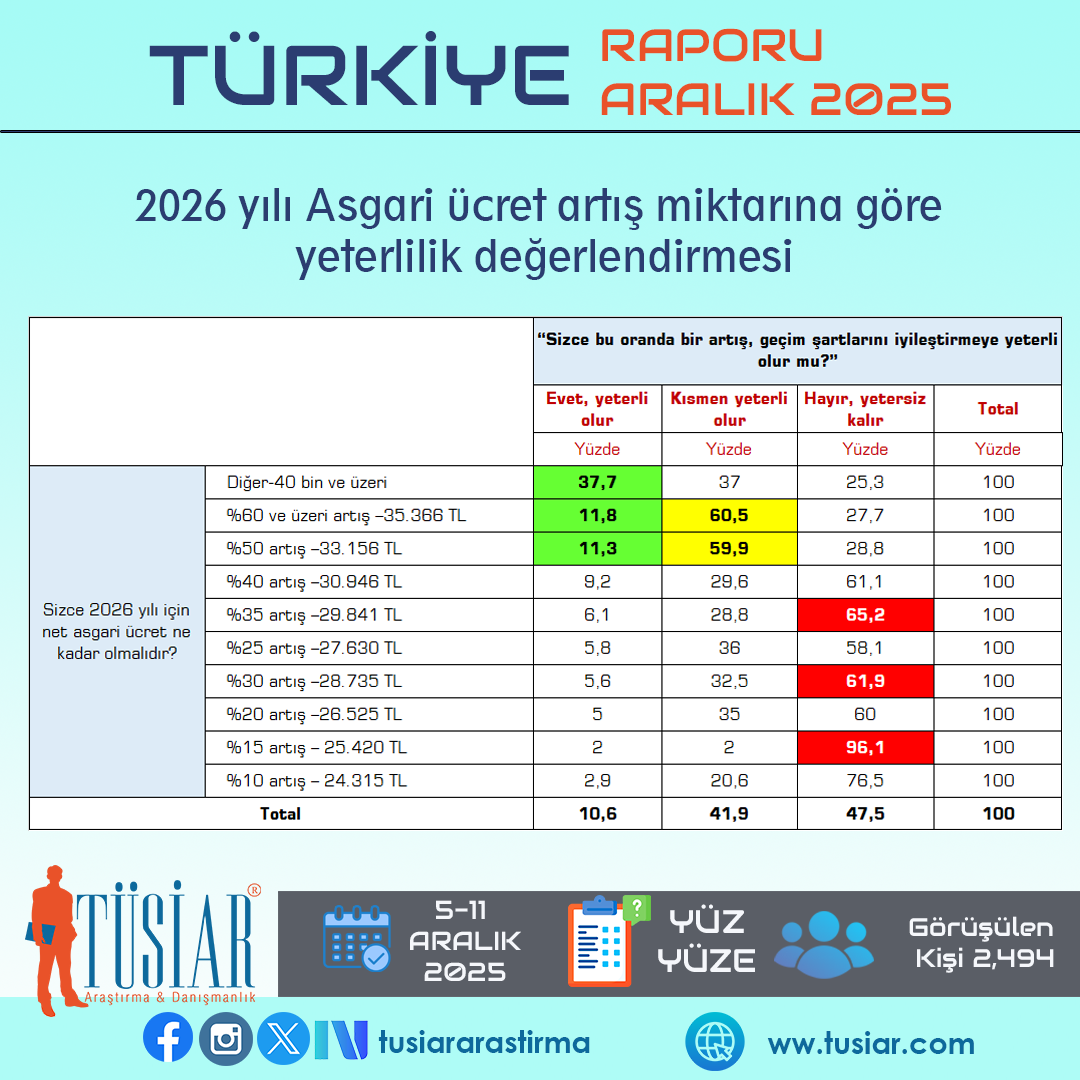 TÜRKİYE
RAPORU
ARALIK 2025
2026 yılı Asgari ücret artış miktarına göre
yeterlilik değerlendirmesi
“Sizce bu oranda bir artış, geçim şartlarını iyileştirmeye yeterli
olur mu?”
Evet, yeterli
olur
Kısmen yeterli
olur
Hayır, yetersiz
kalır
Total
Yüzde Yüzde Yüzde Yüzde
Sizce 2026 yılı için
net asgari ücret ne
kadar olmalıdır?
Diğer-40 bin ve üzeri 37,7 37 25,3 100
%60 ve üzeri artış –35.366 TL 11,8 60,5 27,7 100
%50 artış –33.156 TL 11,3 59,9 28,8 100
%40 artış –30.946 TL 9,2 29,6 61,1 100
%35 artış –29.841 TL 6,1 28,8 65,2 100
%25 artış –27.630 TL 5,8 36 58,1 100
%30 artış –28.735 TL 5,6 32,5 61,9 100
%20 artış –26.525 TL 5 35 60 100
%15 artış – 25.420 TL 2 2 96,1 100
%10 artış – 24.315 TL 2,9 20,6 76,5 100
Total 10,6 41,9 47,5 100
TÜSİAR®
Araştırma & Danışmanlık
5-11
ARALIK
2025
?
YÜZ
YÜZE
Görüşülen
Kişi 2,494
tusiararastirma
www.tusiar.com